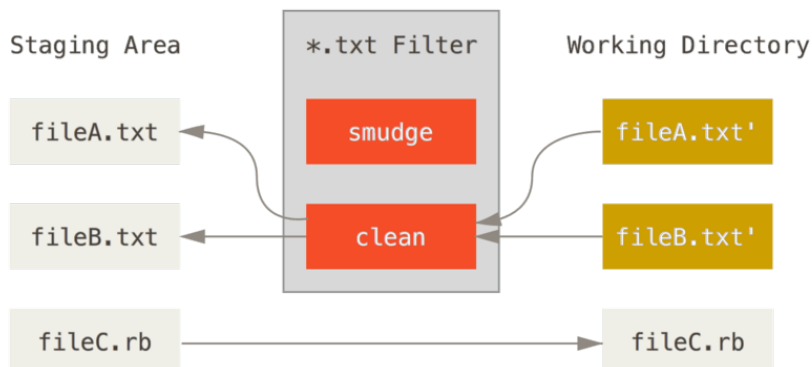 Staging Area
*.txt Filter
Working Directory
fileA.txt
smudge
fileA.txt'
fileB.txt
clean
fileB.txt'
fileC.rb
fileC.rb